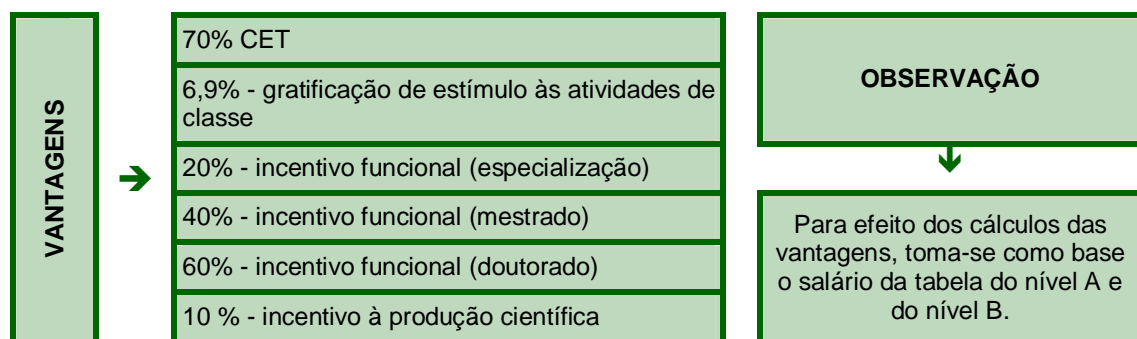 VANTAGENS
70% CET
6,9% - gratificação de estímulo às atividades de
classe
20% - incentivo funcional (especialização)
40% - incentivo funcional (mestrado)
60% - incentivo funcional (doutorado)
10 % - incentivo à produção científica
OBSERVAÇÃO
Para efeito dos cálculos das
vantagens, toma-se como base
o salário da tabela do nível A e
do nível B.